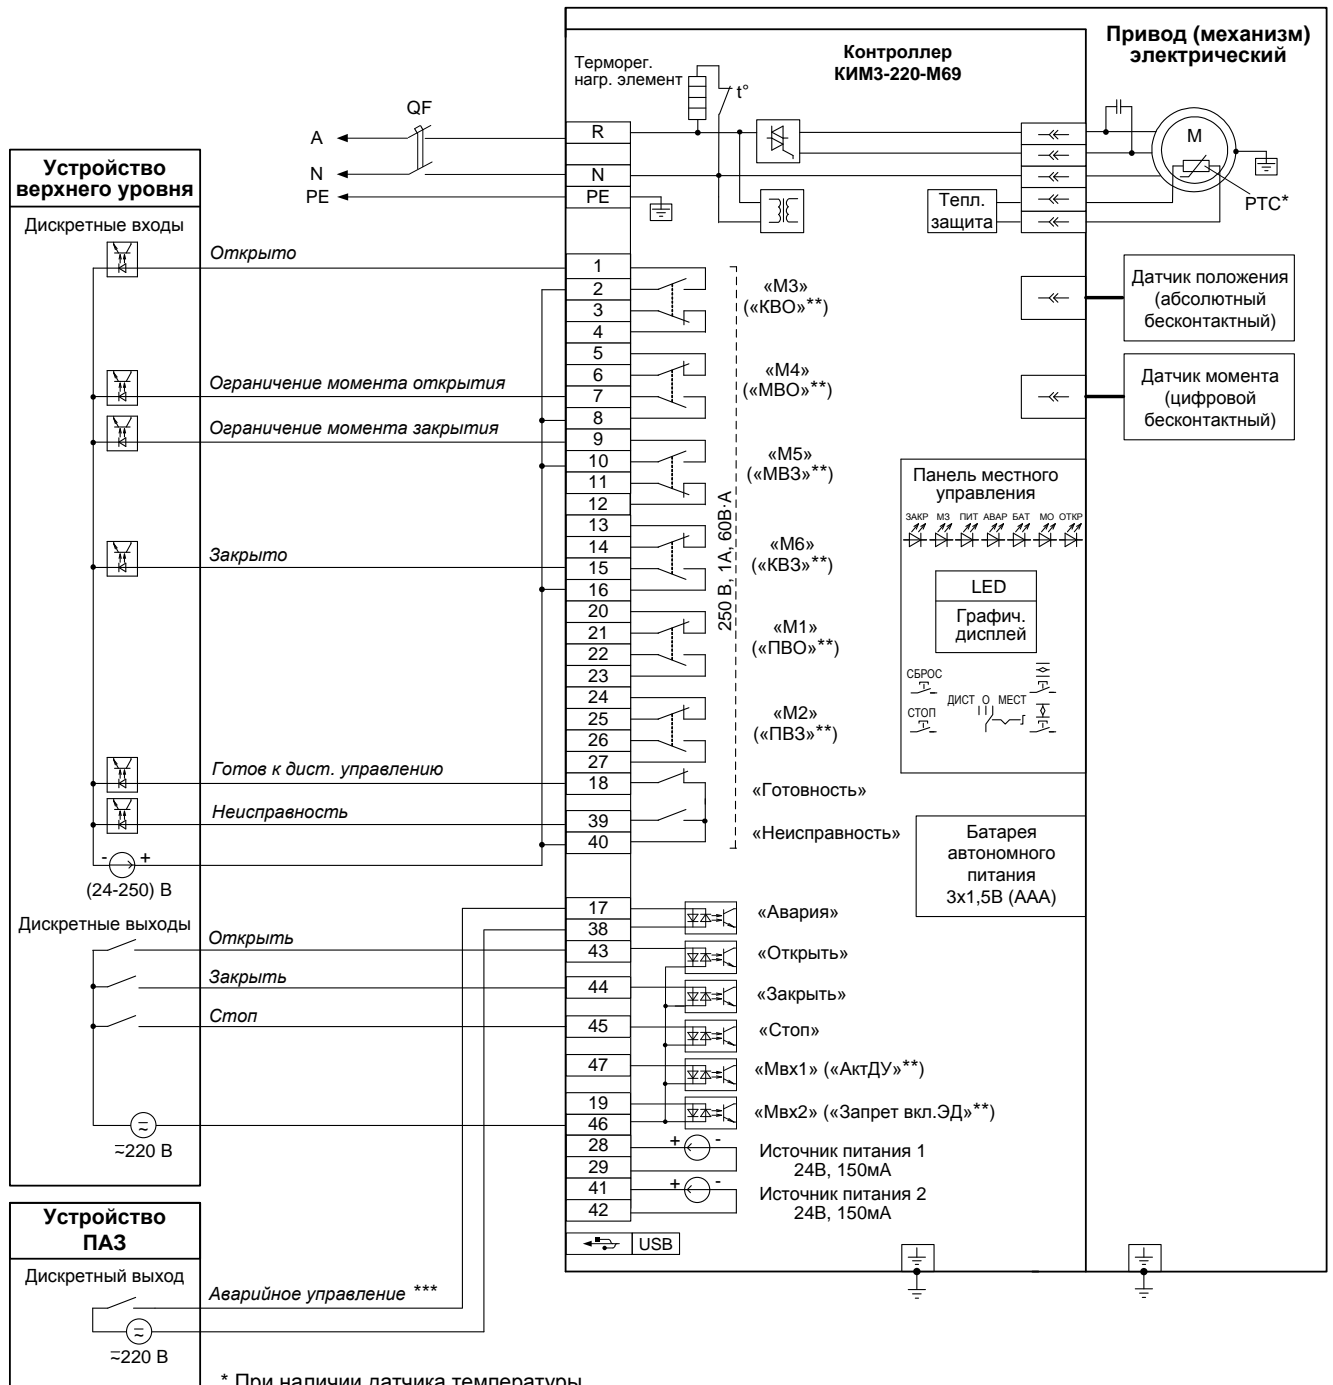 Привод (механизм)
электрический
Контроллер
КИМ3-220-М69
Терморег.
нагр. элемент
t°
QF
A
N
PE
R
N
PE
M
PTC*
Тепл.
защита
Устройство
верхнего уровня
Дискретные входы
Открыто
Ограничение момента открытия
Ограничение момента закрытия
Закрыто
Готов к дист. управлению
Неисправность
- +
(24-250) В
Дискретные выходы
Открыть
Закрыть
Стоп
≂220 В
1
2
3
4
5
6
7
8
9
10
11
12
13
14
15
16
20
21
22
23
24
25
26
27
18
39
40
17
38
43
44
45
47
19
46
28
29
41
42
«М3»
(«КВО»**)
«М4»
(«МВО»**)
«М5»
(«МВЗ»**)
«М6»
(«КВЗ»**)
«М1»
(«ПВО»**)
«М2»
(«ПВЗ»**)
«Готовность»
«Неисправность»
250 В, 1А, 60В·А
«Авария»
«Открыть»
«Закрыть»
«Стоп»
«Мвх1» («АктДУ»**)
«Мвх2» («Запрет вкл.ЭД»**)
+ -
Источник питания 1
24В, 150мА
+ -
Источник питания 2
24В, 150мА
USB
Датчик положения
(абсолютный
бесконтактный)
Датчик момента
(цифровой
бесконтактный)
Панель местного
управления
ЗАКР МЗ ПИТ АВАР БАТ МО ОТКР
LED
Графич.
дисплей
СБРОС
СТОП
ДИСТ О МЕСТ
Батарея
автономного
питания
3х1,5В (ААА)
Устройство
ПАЗ
Дискретный выход
Аварийное управление ***
≂220 В
* При наличии датчика температуры